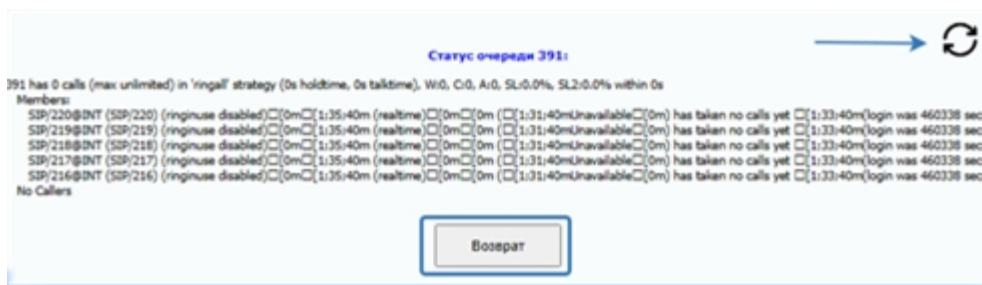 Статус очереди 391:
391 has 0 calls (max unlimited) in 'ringall' strategy (0s holdtime, 0s talktime), W:0, C:0, A:0, SL:0.0%, SL2:0.0% within 0s
Members:
SIP/220@INT (SIP/220) (ringinuse disabled)□[0m□[1;35;40m (realtime)□[0m□[0m (□[1;31;40mUnavailable□[0m) has taken no calls yet □[1;33;40m(login was 460338 sec
SIP/219@INT (SIP/219) (ringinuse disabled)□[0m□[1;35;40m (realtime)□[0m□[0m (□[1;31;40mUnavailable□[0m) has taken no calls yet □[1;33;40m(login was 460338 sec
SIP/218@INT (SIP/218) (ringinuse disabled)□[0m□[1;35;40m (realtime)□[0m□[0m (□[1;31;40mUnavailable□[0m) has taken no calls yet □[1;33;40m(login was 460338 sec
SIP/217@INT (SIP/217) (ringinuse disabled)□[0m□[1;35;40m (realtime)□[0m□[0m (□[1;31;40mUnavailable□[0m) has taken no calls yet □[1;33;40m(login was 460338 sec
SIP/216@INT (SIP/216) (ringinuse disabled)□[0m□[1;35;40m (realtime)□[0m□[0m (□[1;31;40mUnavailable□[0m) has taken no calls yet □[1;33;40m(login was 460338 sec
No Callers
Возврат